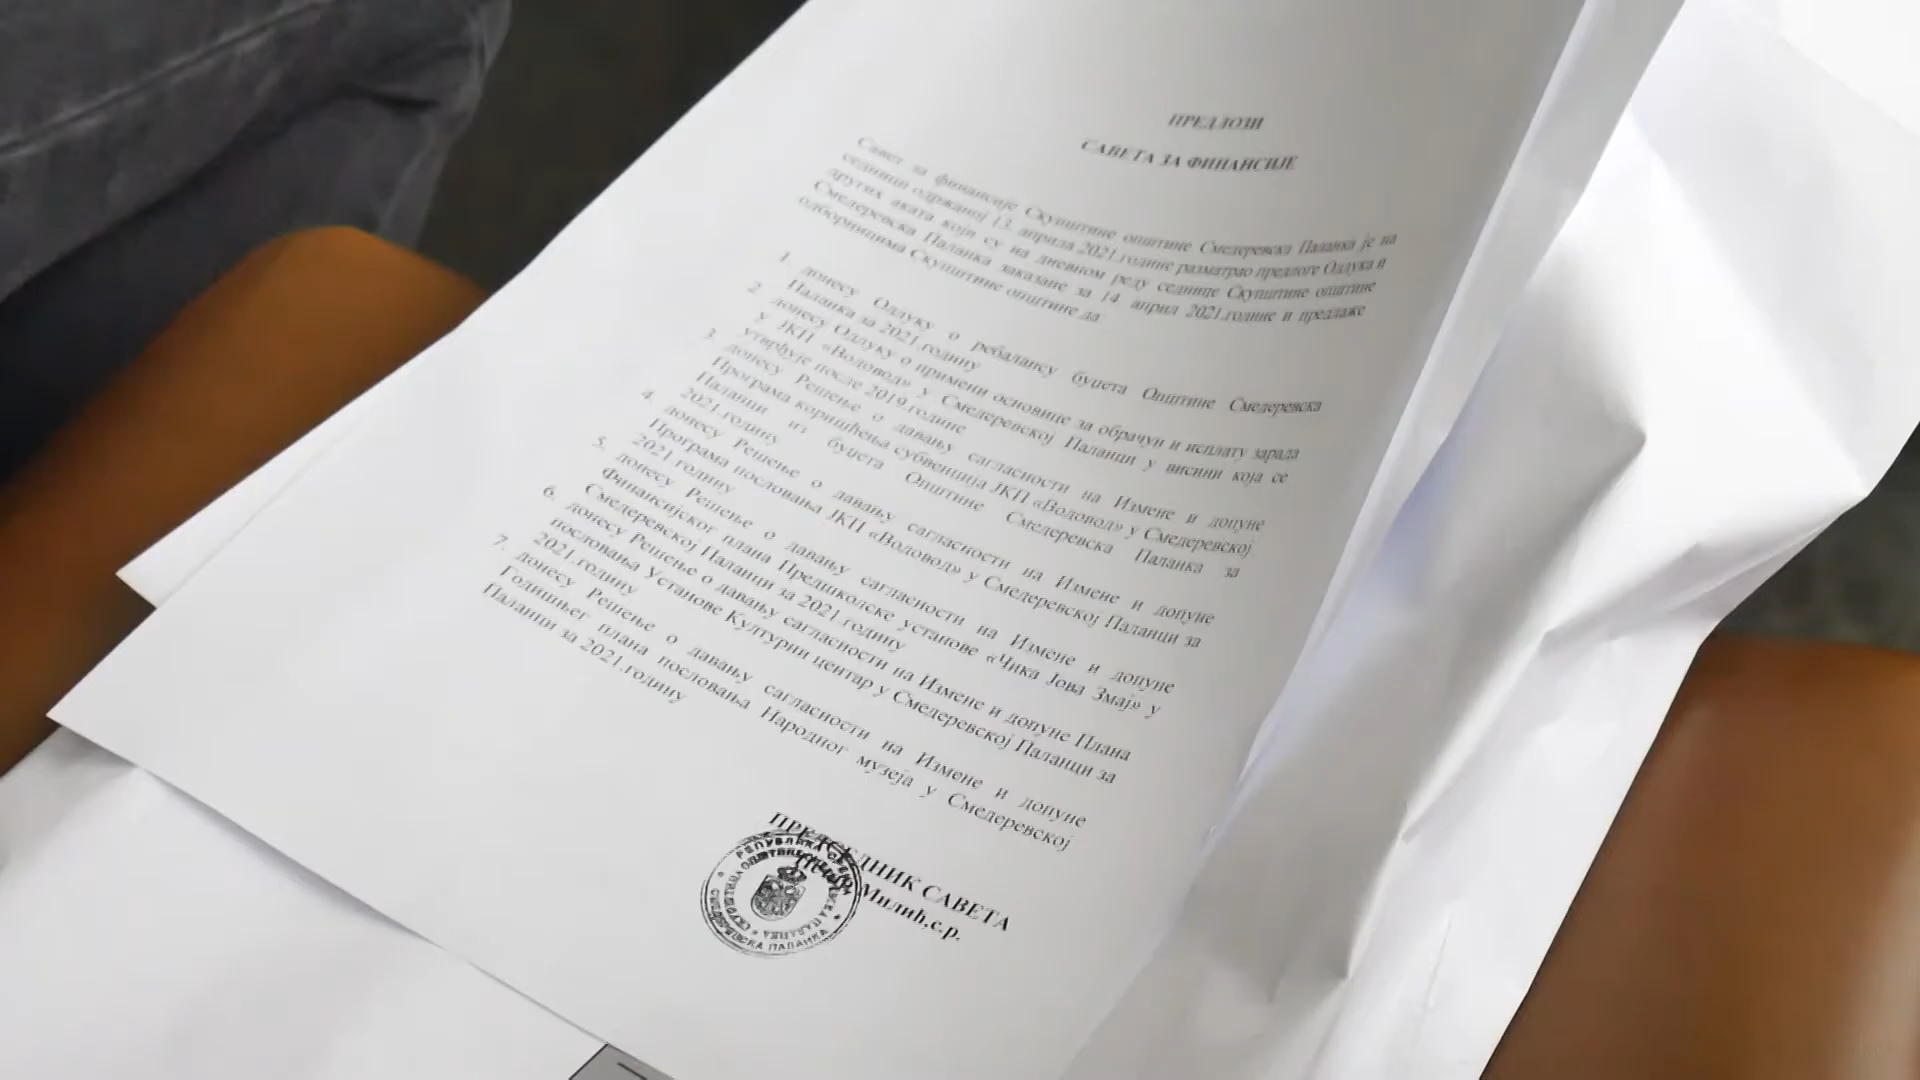 ПРЕДЛОЗИ
САВЕТА ЗА ФИНАНСИЈЕ
Савет за финансије Скупштине општине Смедеревска Паланка је на
седници одржаној 13. априла 2021.године разматрао предлоге Одлука и
других аката који су на дневном реду седнице Скупштине општине
Смедеревска Паланка заказане за 14 април 2021.године и предлаже
одборницима Скупштине општине да:
1. донесу Одлуку о ребалансу буџета Општине Смедеревска
Паланка за 2021.годину
2. донесу Одлуку о примени основице за обрачун и исплату зарада
у ЈКП «Водовод» у Смедеревској Паланци у висини која се
утврђује после 2019.године
3. донесу Решење о давању сагласности на Измене и допуне
Програма коришћења субвенција ЈКП «Водовод» у Смедеревској
Паланци из буџета Општине Смедеревска Паланка за
2021.годину
4. донесу Решење о давању сагласности на Измене и допуне
Програма пословања ЈКП «Водовод» у Смедеревској Паланци за
2021 годину
5. донесу Решење о давању сагласности на Измене и допуне
Финансијског плана Предшколске установе «Чика Јова Змај» у
Смедеревској Паланци за 2021 годину
6. донесу Решење о давању сагласности на Измене и допуне Плана
пословања Установе Културни центар у Смедеревској Паланци за
2021.годину
7. донесу Решење о давању сагласности на Измене и допуне
Годишњег плана пословања Народног музеја у Смедеревској
Паланци за 2021.годину
ПРЕДСЕДНИК САВЕТА
Милић,с.р.